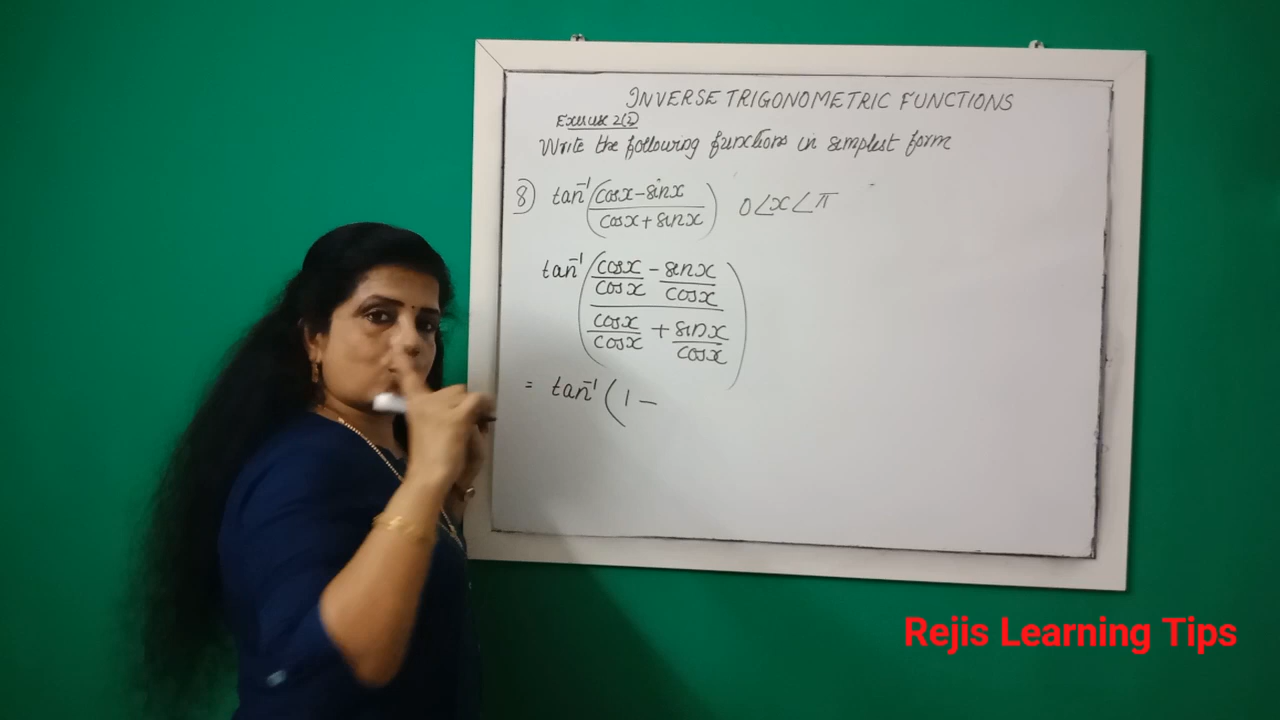 INVERSE TRIGONOMETRIC FUNCTIONS
Exercise 2(2)
Write the following functions in simplest form
8) tan⁻¹ (cosx - sinx / cosx + sinx) 0<x<π
tan⁻¹ (cosx/cosx - sinx/cosx / cosx/cosx + sinx/cosx)
= tan⁻¹ (1 -
Rejis Learning Tips